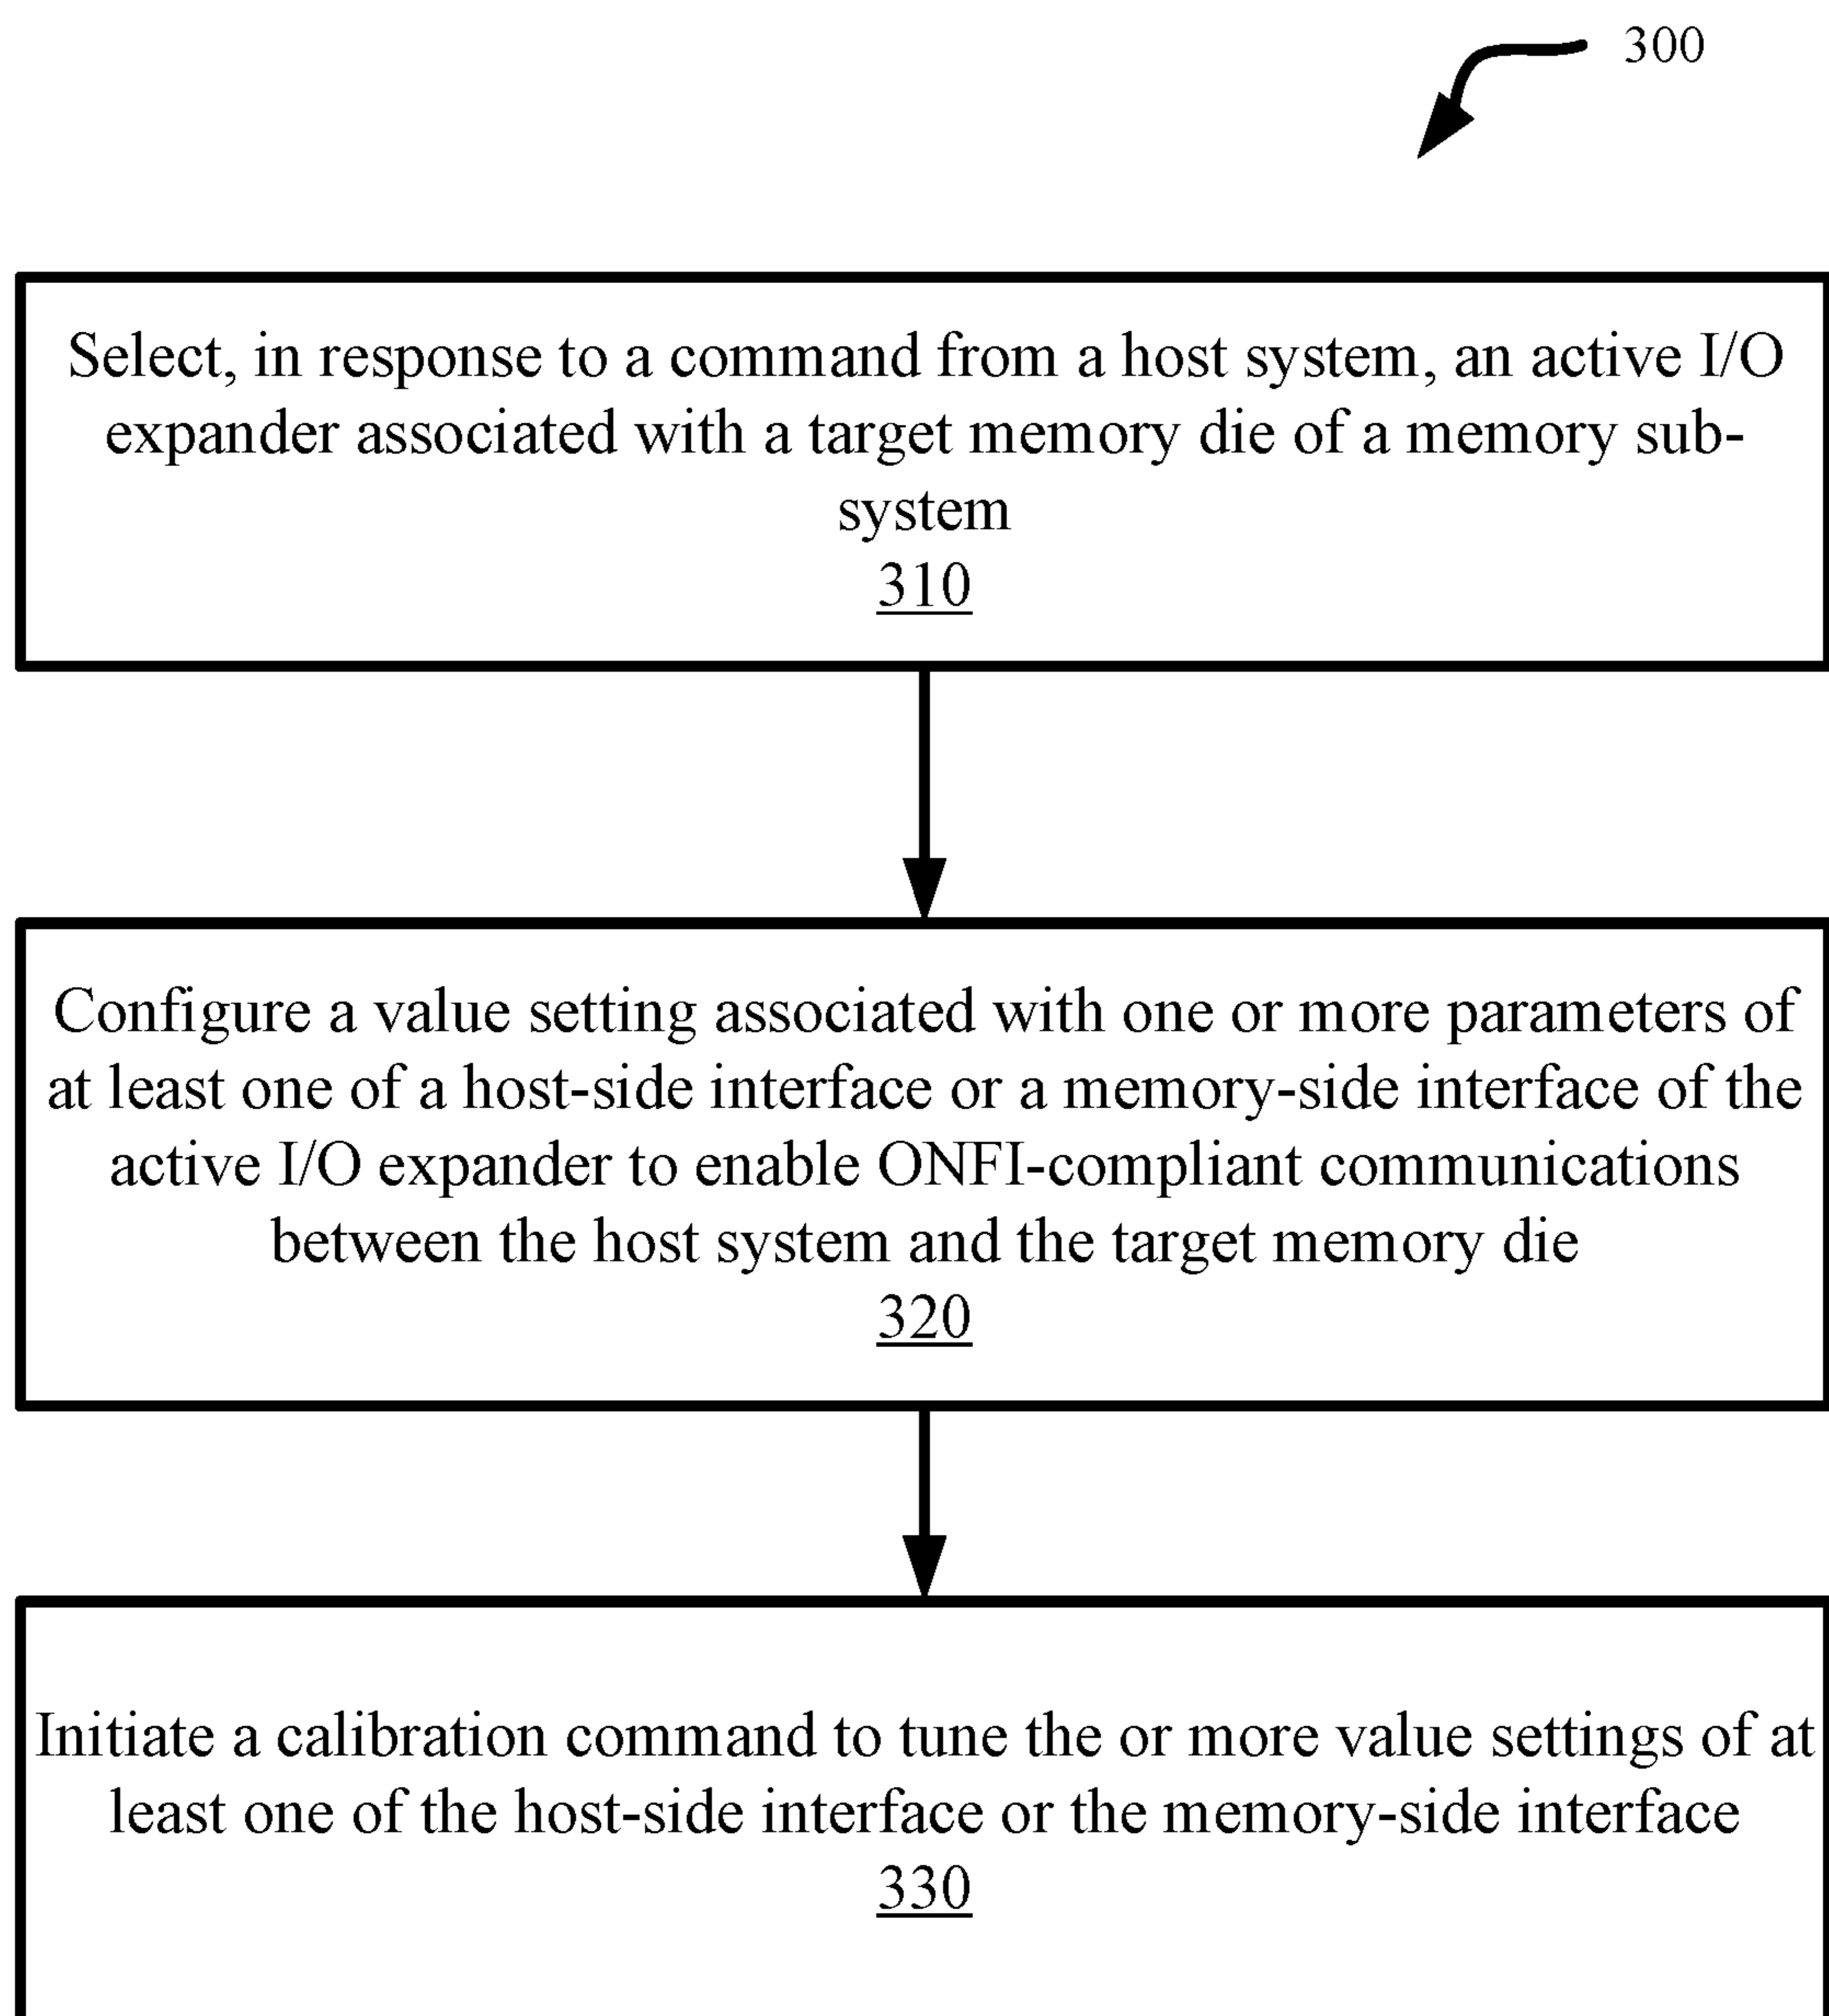 300
Select, in response to a command from a host system, an active I/O
expander associated with a target memory die of a memory sub-
system
310
Configure a value setting associated with one or more parameters of
at least one of a host-side interface or a memory-side interface of the
active I/O expander to enable ONFI-compliant communications
between the host system and the target memory die
320
Initiate a calibration command to tune the or more value settings of at
least one of the host-side interface or the memory-side interface
330